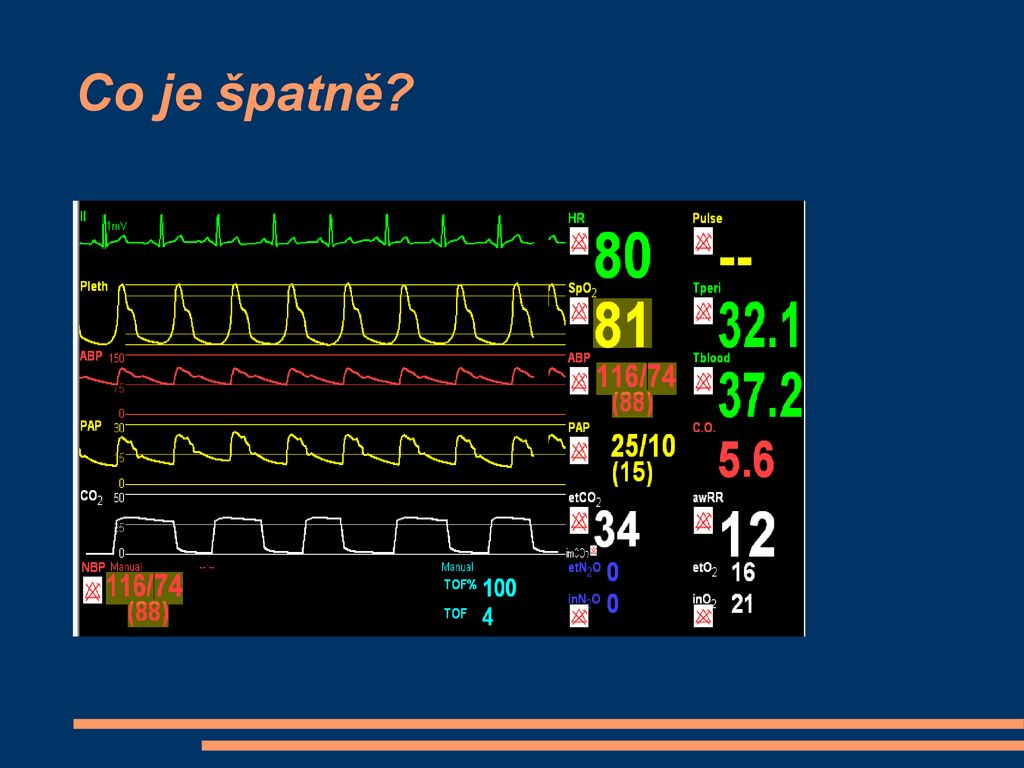 Co je špatně?
II
1mV
HR
80
Pulse
--
Pleth
SpO2
81
Tperi
32.1
ABP 150
75
0
ABP
116/74
(88)
Tblood
37.2
PAP 30
0
PAP
25/10
(15)
C.O.
5.6
CO2 50
0
etCO2
34
awRR
12
NBP Manual --·--
116/74
(88)
Manual
TOF% 100
TOF 4
etN2O 0
inN2O 0
etO2 16
inO2 21